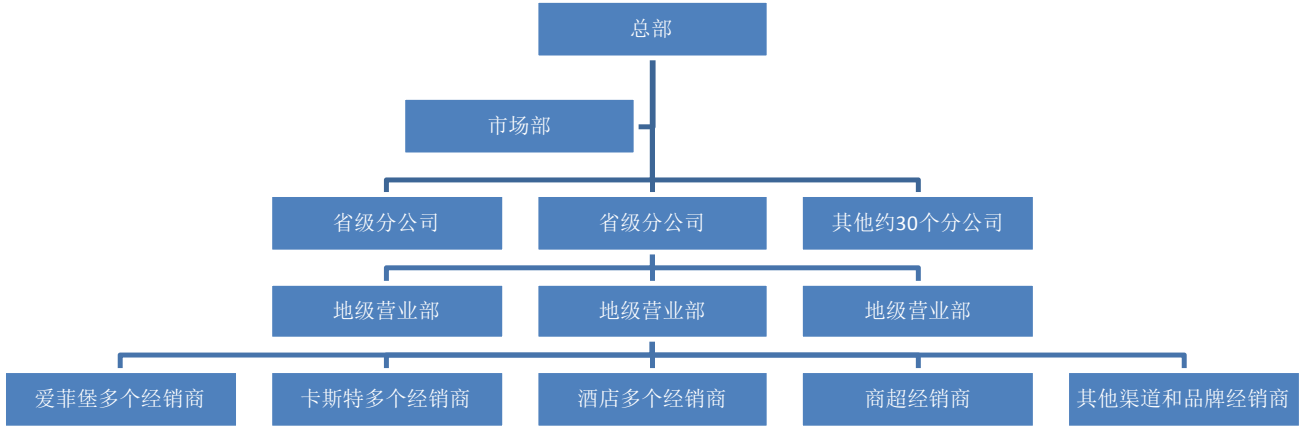 总部
市场部
省级分公司
省级分公司
其他约30个分公司
地级营业部
地级营业部
地级营业部
爱菲堡多个经销商
卡斯特多个经销商
酒店多个经销商
商超经销商
其他渠道和品牌经销商